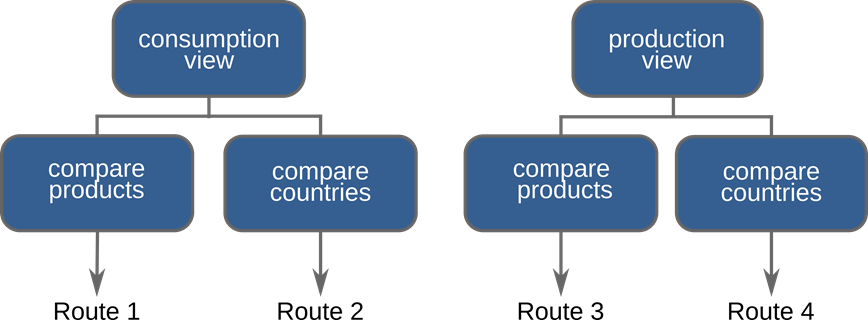 consumption
view
production
view
compare
products
compare
countries
compare
products
compare
countries
Route 1
Route 2
Route 3
Route 4